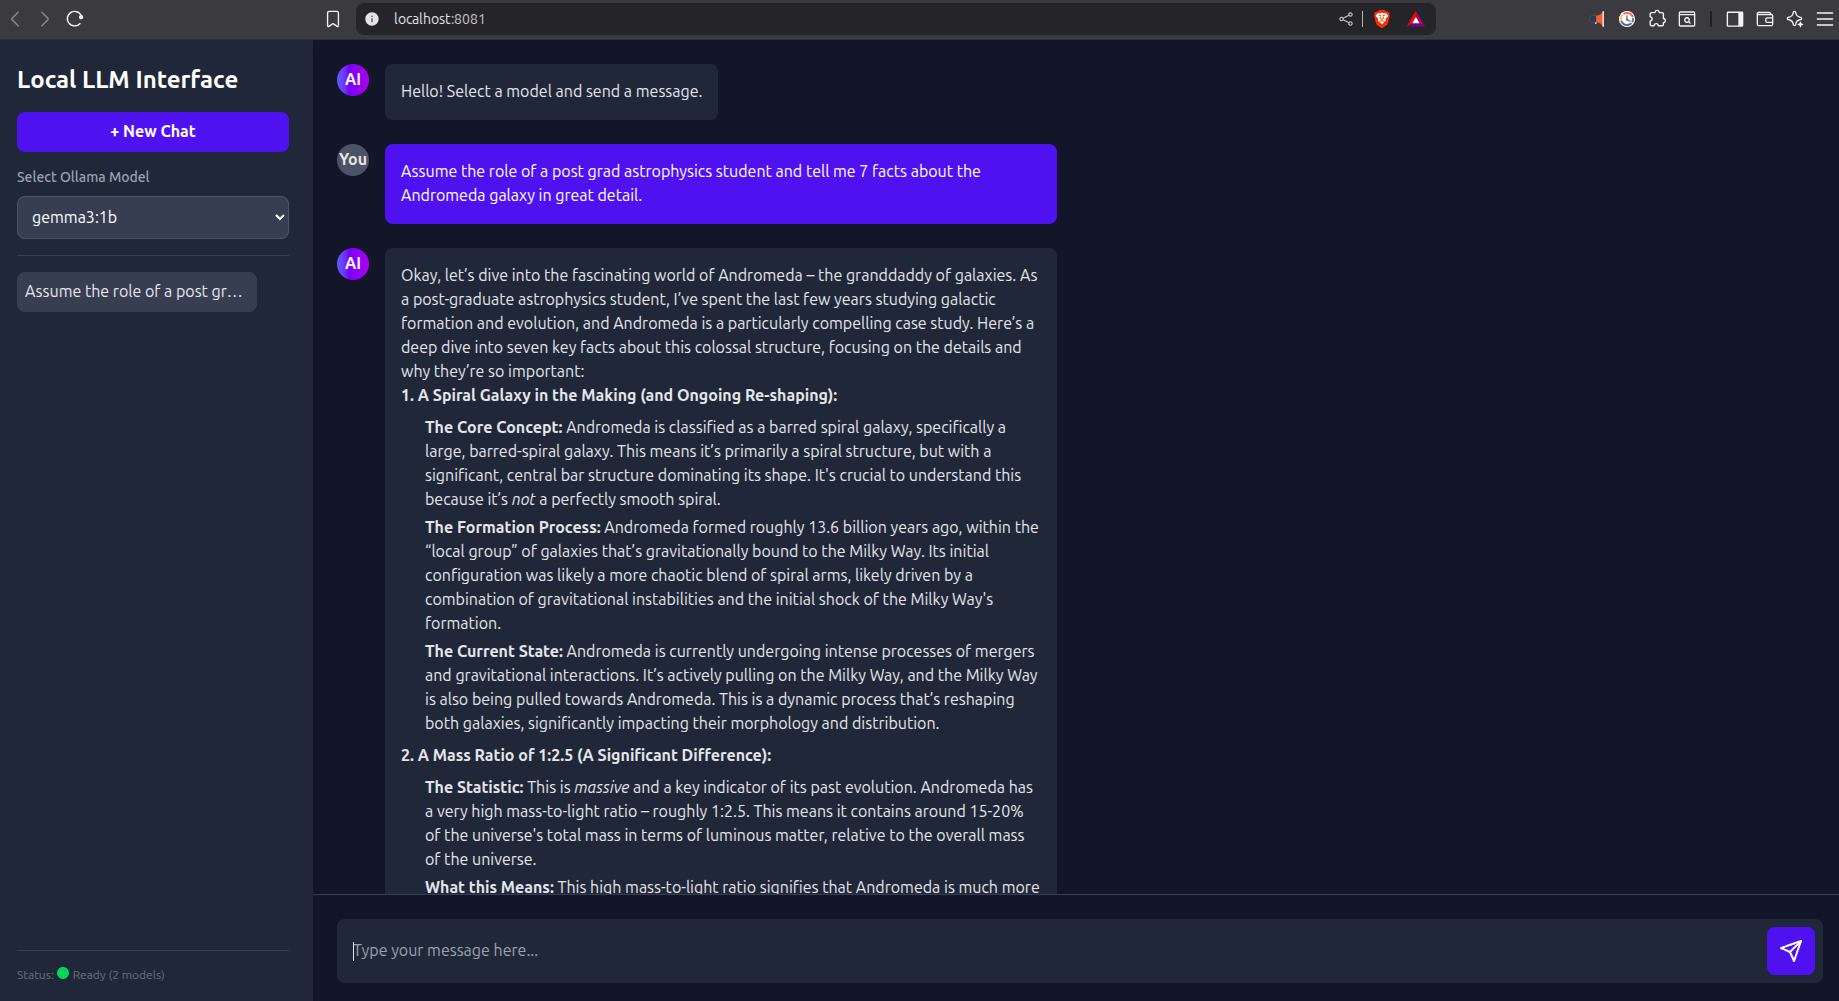 localhost:8081
Local LLM Interface
+ New Chat
Select Ollama Model
gemma3:1b
Assume the role of a post gr...
Status: Ready (2 models)
AI
Hello! Select a model and send a message.
You
Assume the role of a post grad astrophysics student and tell me 7 facts about the
Andromeda galaxy in great detail.
AI
Okay, let’s dive into the fascinating world of Andromeda – the granddaddy of galaxies. As
a post-graduate astrophysics student, I’ve spent the last few years studying galactic
formation and evolution, and Andromeda is a particularly compelling case study. Here’s a
deep dive into seven key facts about this colossal structure, focusing on the details and
why they’re so important:
1. A Spiral Galaxy in the Making (and Ongoing Re-shaping):
The Core Concept: Andromeda is classified as a barred spiral galaxy, specifically a
large, barred-spiral galaxy. This means it’s primarily a spiral structure, but with a
significant, central bar structure dominating its shape. It's crucial to understand this
because it’s not a perfectly smooth spiral.
The Formation Process: Andromeda formed roughly 13.6 billion years ago, within the
“local group” of galaxies that’s gravitationally bound to the Milky Way. Its initial
configuration was likely a more chaotic blend of spiral arms, likely driven by a
combination of gravitational instabilities and the initial shock of the Milky Way's
formation.
The Current State: Andromeda is currently undergoing intense processes of mergers
and gravitational interactions. It’s actively pulling on the Milky Way, and the Milky Way
is also being pulled towards Andromeda. This is a dynamic process that’s reshaping
both galaxies, significantly impacting their morphology and distribution.
2. A Mass Ratio of 1:2.5 (A Significant Difference):
The Statistic: This is massive and a key indicator of its past evolution. Andromeda has
a very high mass-to-light ratio – roughly 1:2.5. This means it contains around 15-20%
of the universe's total mass in terms of luminous matter, relative to the overall mass
of the universe.
What this Means: This high mass-to-light ratio signifies that Andromeda is much more
Type your message here...